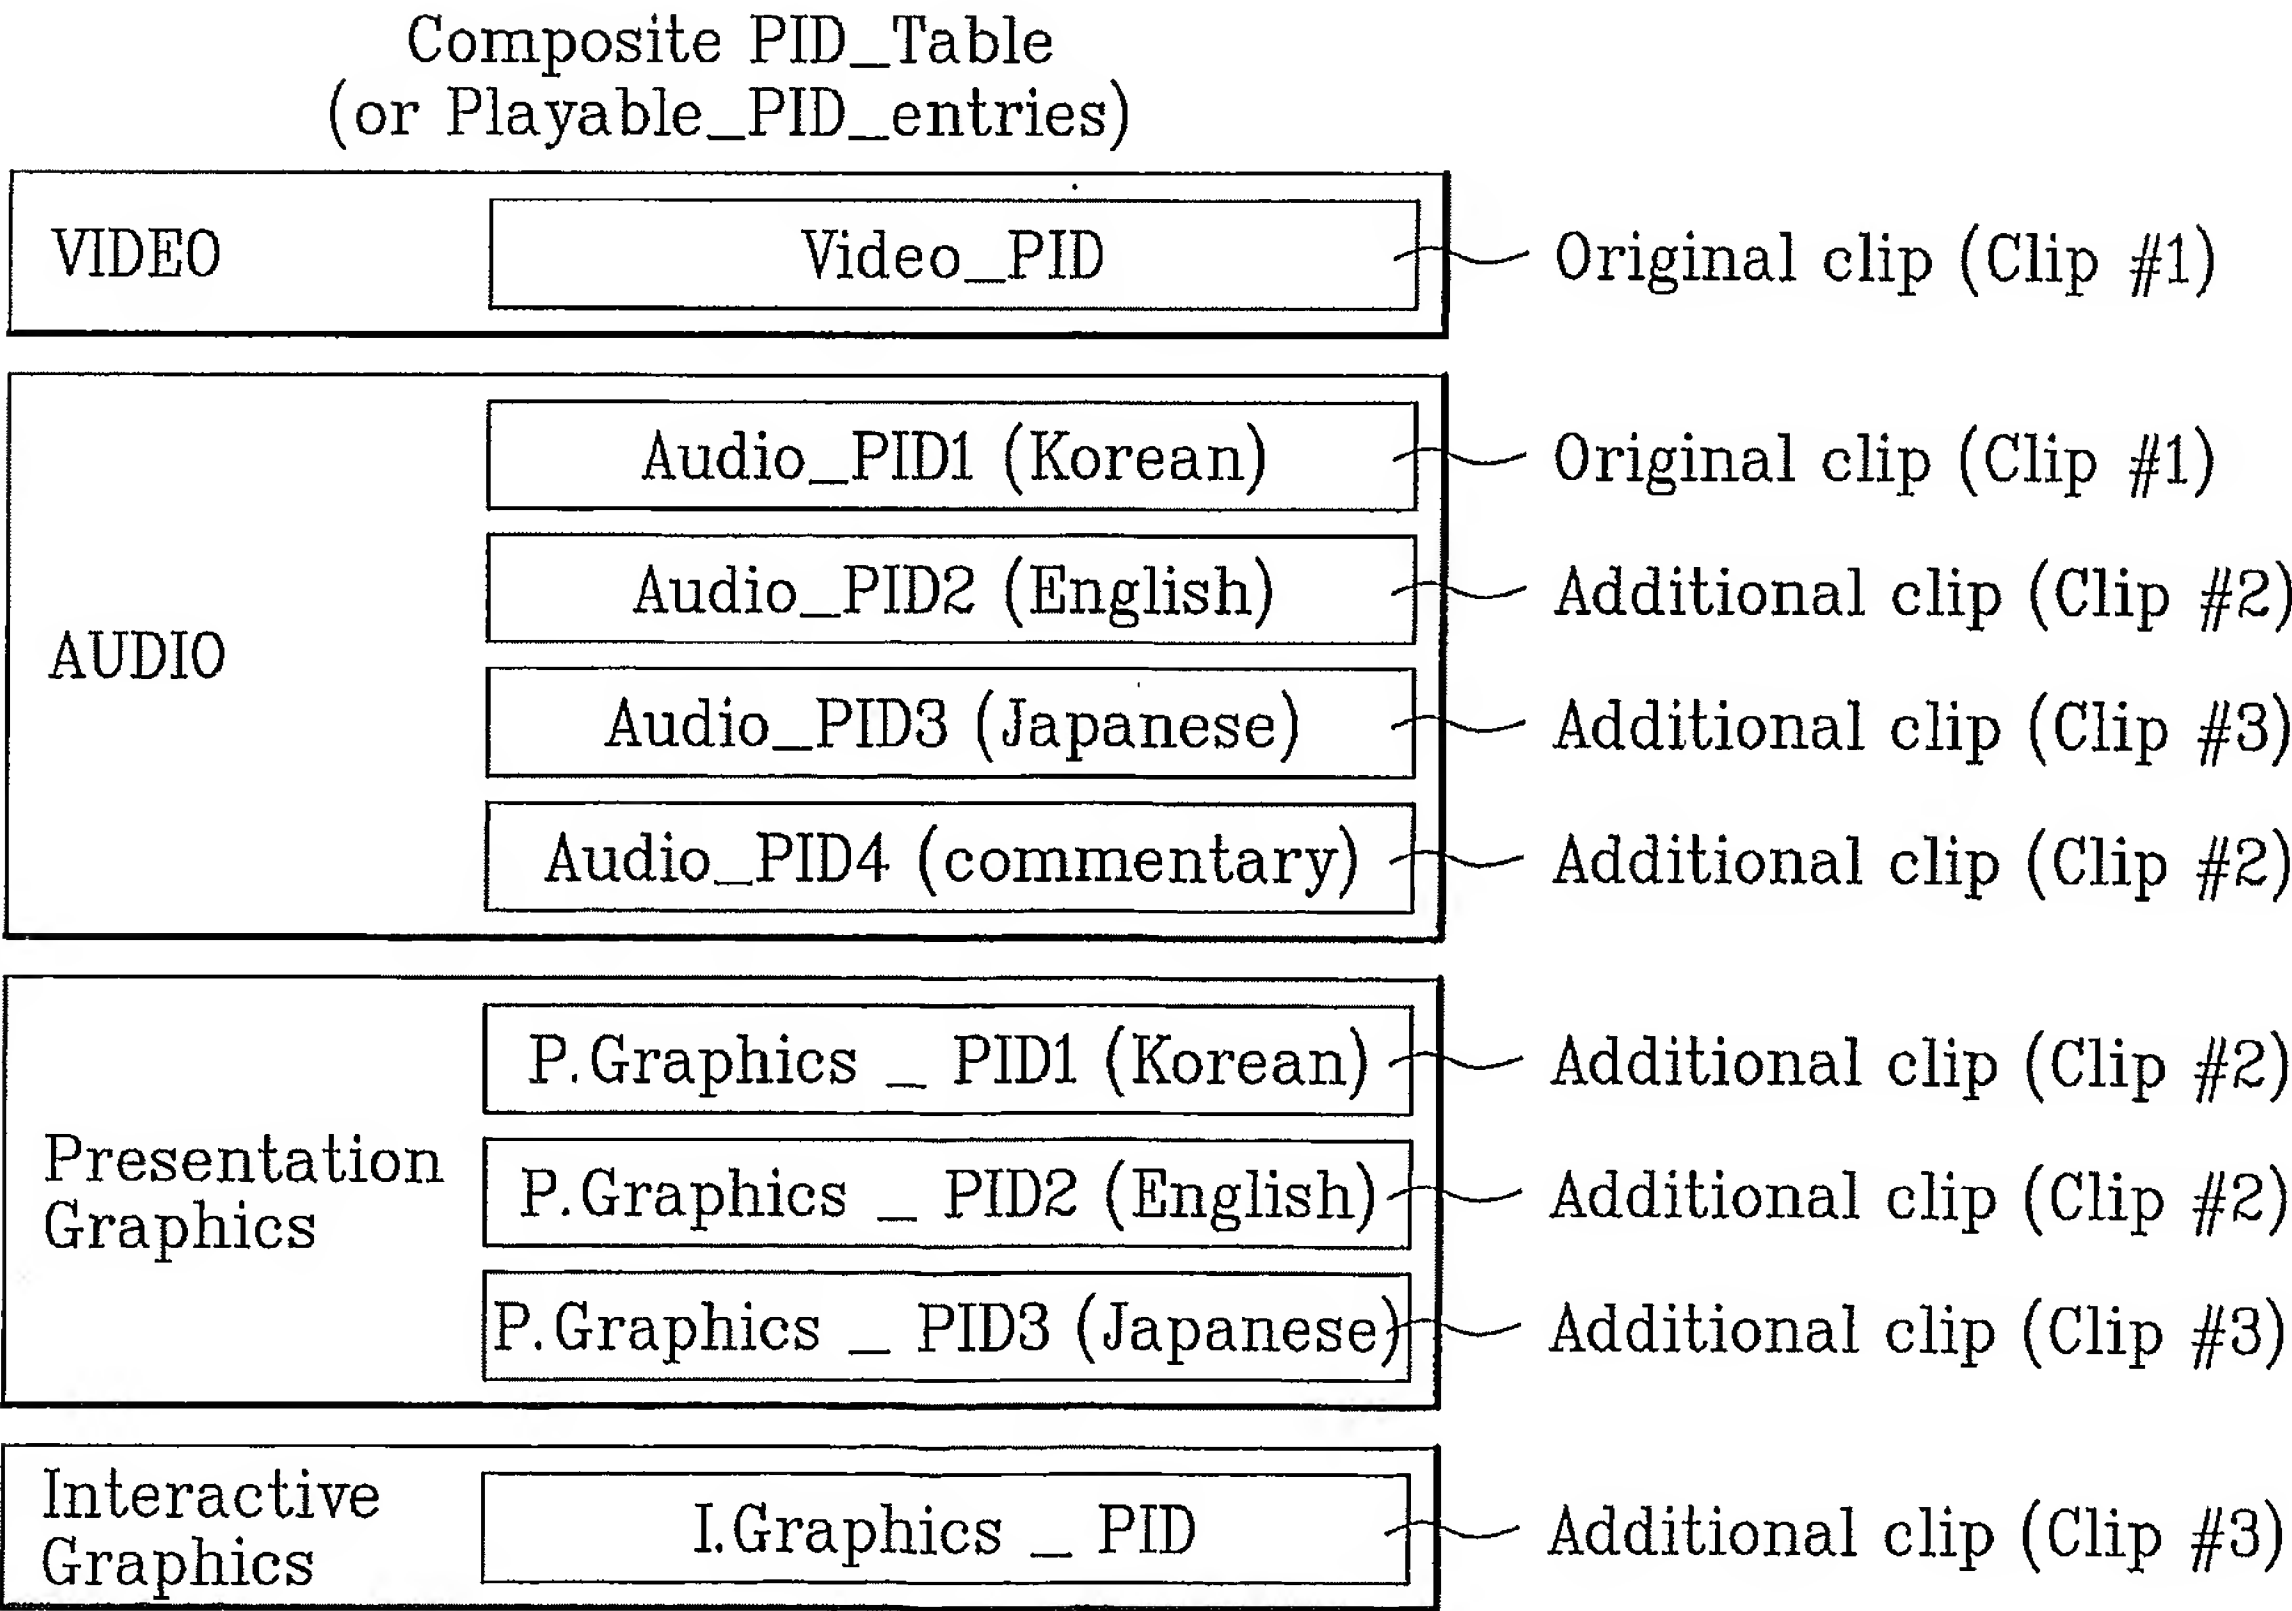 Composite PID_Table
(or Playable_PID_entries)
VIDEO
Video_PID
Original clip (Clip #1)
AUDIO
Audio_PID1 (Korean)
Original clip (Clip #1)
Audio_PID2 (English)
Additional clip (Clip #2)
Audio_PID3 (Japanese)
Additional clip (Clip #3)
Audio_PID4 (commentary)
Additional clip (Clip #2)
Presentation
Graphics
P.Graphics _ PID1 (Korean)
Additional clip (Clip #2)
P.Graphics _ PID2 (English)
Additional clip (Clip #2)
P.Graphics _ PID3 (Japanese)
Additional clip (Clip #3)
Interactive
Graphics
I.Graphics _ PID
Additional clip (Clip #3)